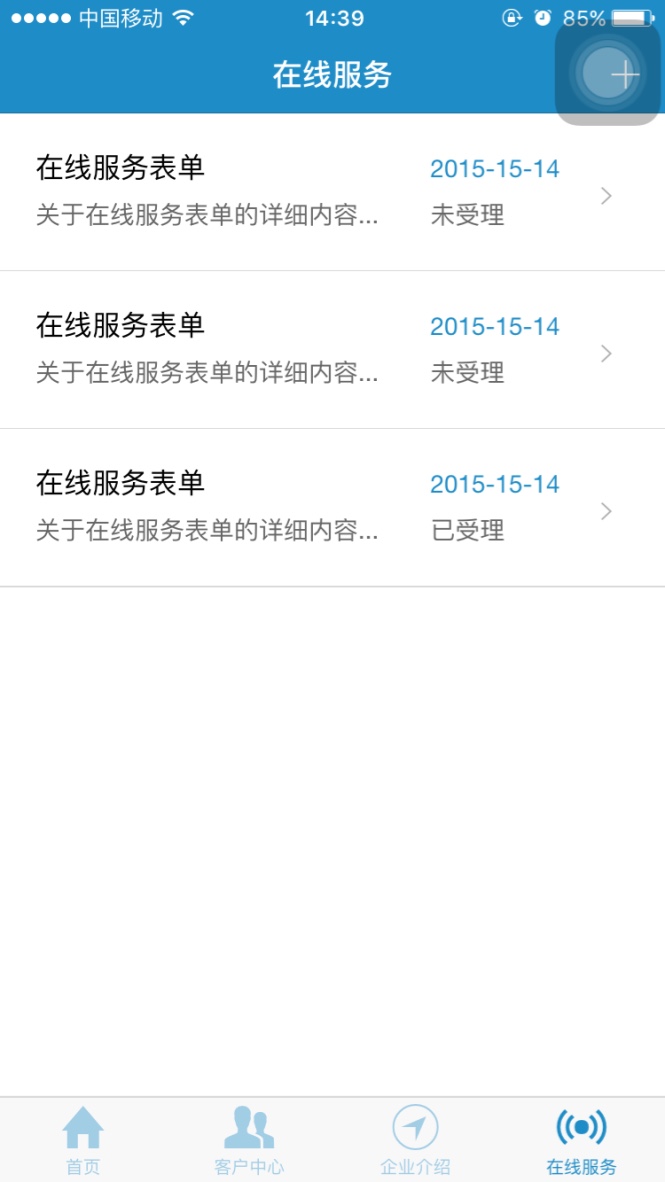 中国移动 14:39 85%
在线服务
在线服务表单 2015-15-14
关于在线服务表单的详细内容... 未受理
在线服务表单 2015-15-14
关于在线服务表单的详细内容... 未受理
在线服务表单 2015-15-14
关于在线服务表单的详细内容... 已受理
首页 客户中心 企业介绍 在线服务